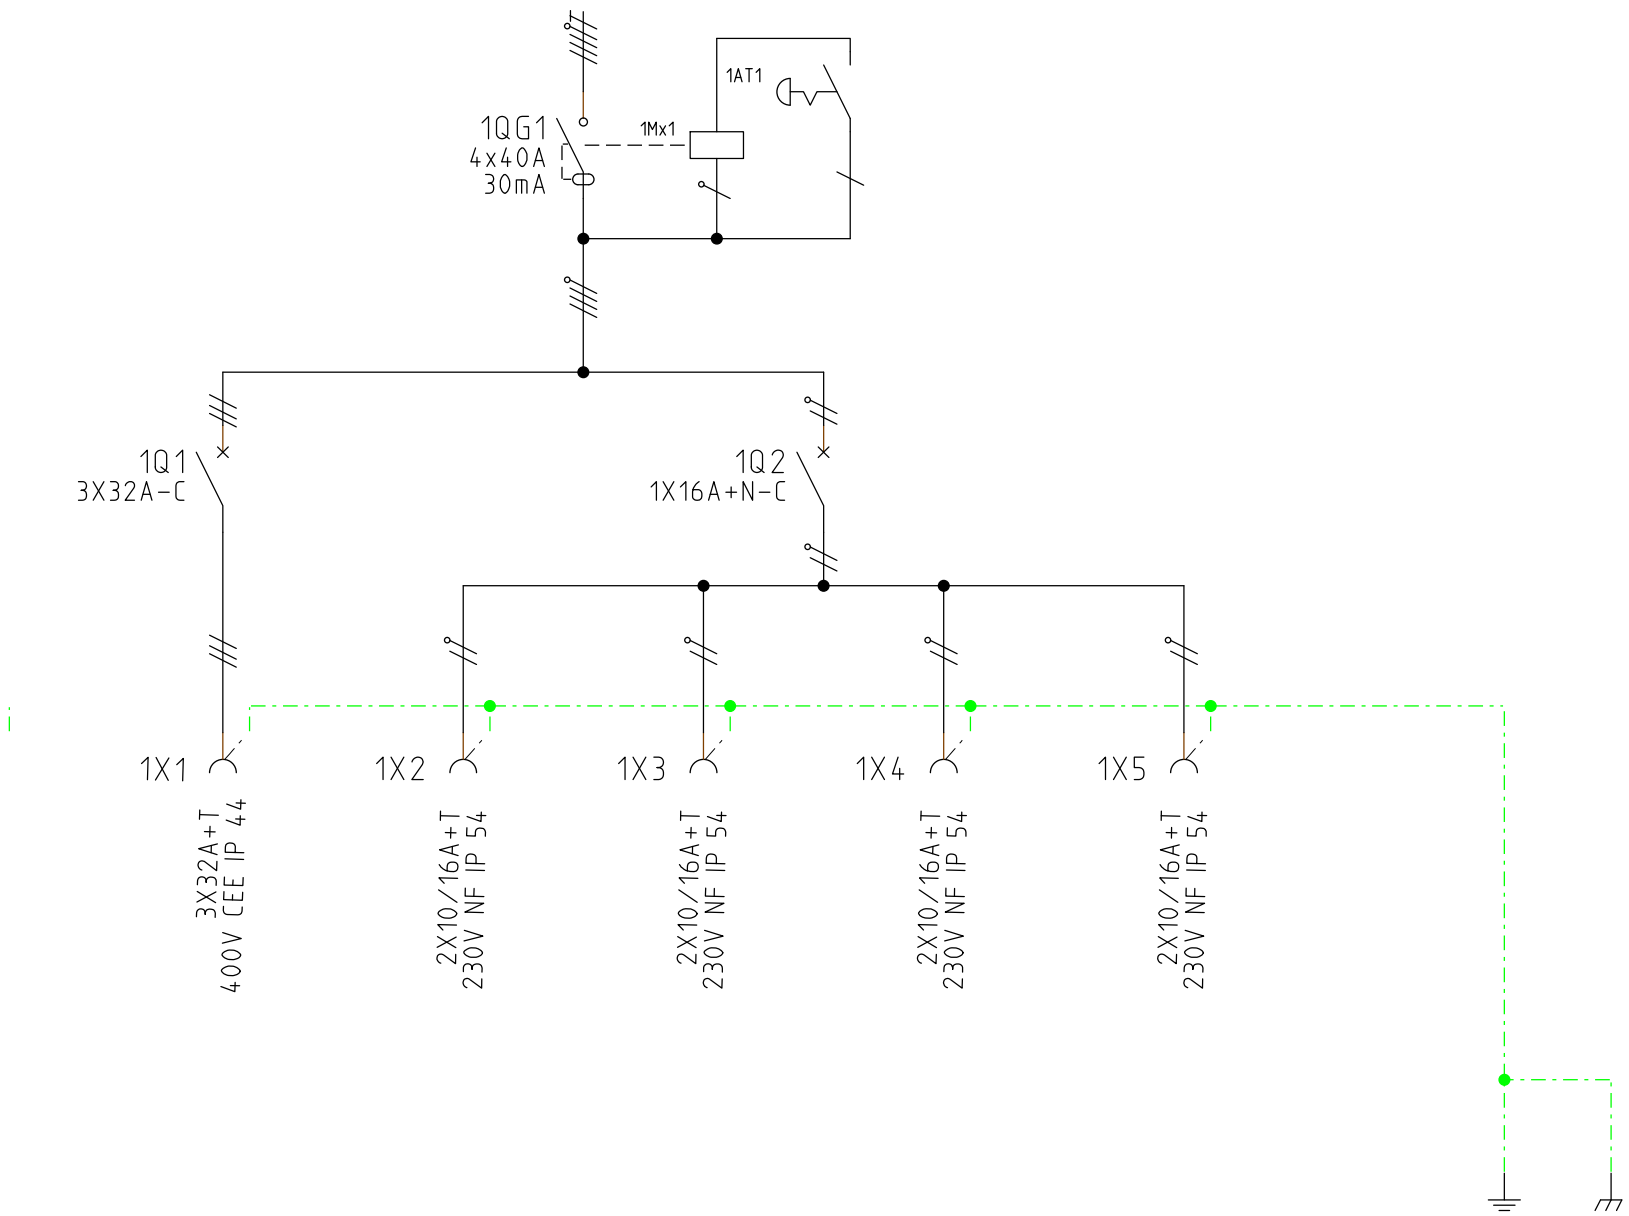 1AT1
1QG1
4x40A
30mA
1Mx1
1Q1
3X32A-C
1Q2
1X16A+N-C
1X1
1X2
1X3
1X4
1X5
3X32A+T
400V CEE IP 44
2X10/16A+T
230V NF IP 54
2X10/16A+T
230V NF IP 54
2X10/16A+T
230V NF IP 54
2X10/16A+T
230V NF IP 54